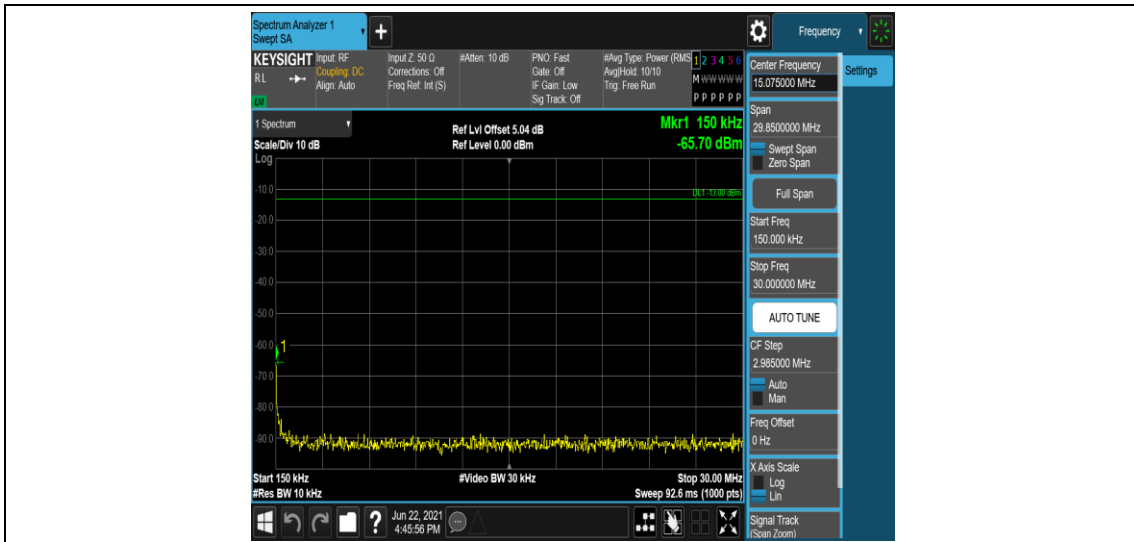 Spectrum Analyzer 1
Swept SA
Frequency
KEYSIGHT
RL
LXI
Input: RF
Coupling: DC
Align: Auto
Input Z: 50 Ω
Corrections: Off
Freq Ref: Int (S)
#Atten: 10 dB
PNO: Fast
Gate: Off
IF Gain: Low
Sig Track: Off
#Avg Type: Power (RMS
Avg|Hold: 10/10
Trig: Free Run
1 2 3 4 5 6
M W W W W W
P P P P P P
1 Spectrum
Scale/Div 10 dB
Log
Ref Lvl Offset 5.04 dB
Ref Level 0.00 dBm
Mkr1 150 kHz
-65.70 dBm
DL1 -13.00 dBm
-10.0
-20.0
-30.0
-40.0
-50.0
-60.0
1
-70.0
-80.0
-90.0
Start 150 kHz
#Video BW 30 kHz
Stop 30.00 MHz
#Res BW 10 kHz
Sweep 92.6 ms (1000 pts)
Center Frequency
15.075000 MHz
Settings
Span
29.8500000 MHz
Swept Span
Zero Span
Full Span
Start Freq
150.000 kHz
Stop Freq
30.000000 MHz
AUTO TUNE
CF Step
2.985000 MHz
Auto
Man
Freq Offset
0 Hz
X Axis Scale
Log
Lin
Signal Track
(Span Zoom)
?
Jun 22, 2021
4:45:56 PM